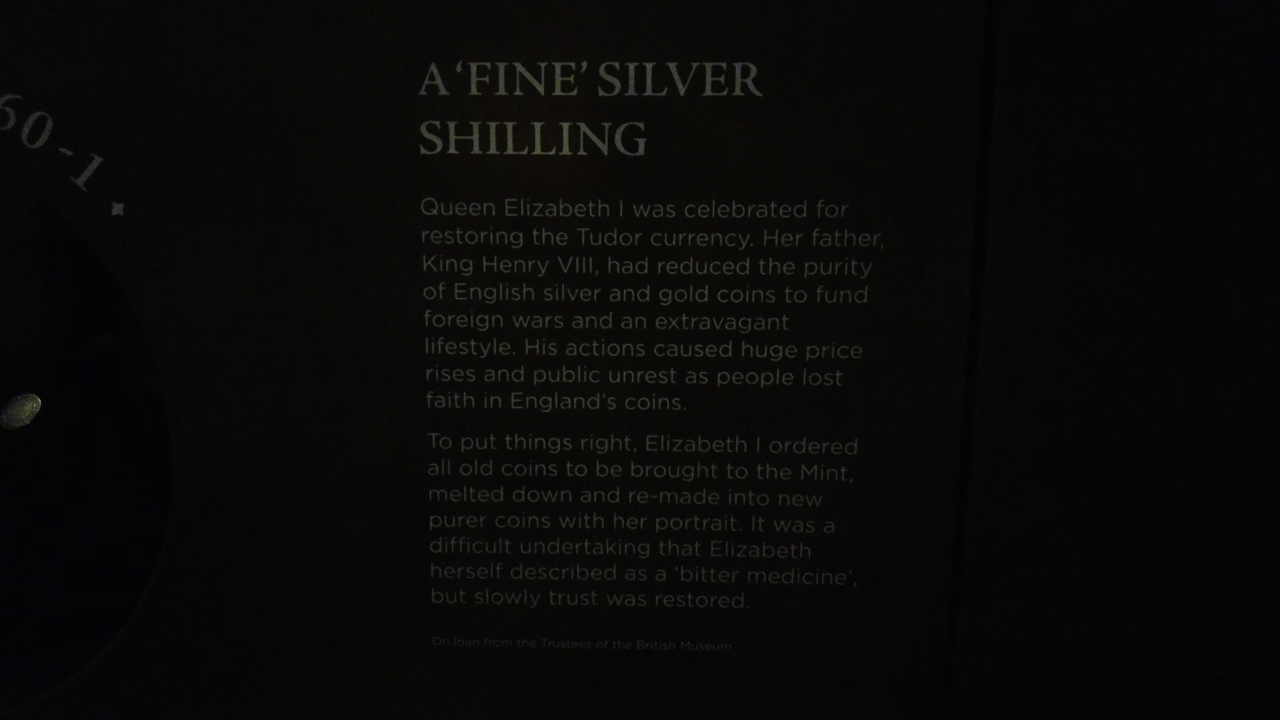 60-1
A ‘FINE’ SILVER
SHILLING
Queen Elizabeth I was celebrated for
restoring the Tudor currency. Her father,
King Henry VIII, had reduced the purity
of English silver and gold coins to fund
foreign wars and an extravagant
lifestyle. His actions caused huge price
rises and public unrest as people lost
faith in England's coins.
To put things right, Elizabeth I ordered
all old coins to be brought to the Mint,
melted down and re-made into new
purer coins with her portrait. It was a
difficult undertaking that Elizabeth
herself described as a ‘bitter medicine’,
but slowly trust was restored.
On loan from the Trustees of the British Museum